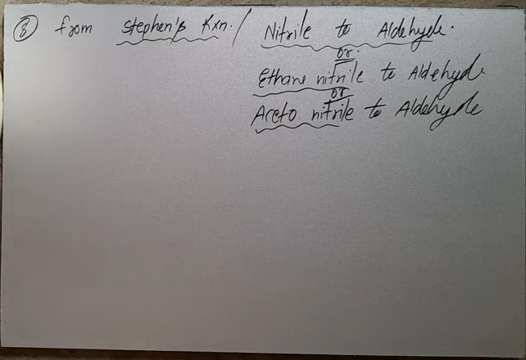 ⑧ from Stephen's Rxn. / Nitrile to Aldehyde.
or.
Ethane nitrile to Aldehyde
or
Aceto nitrile to Aldehyde